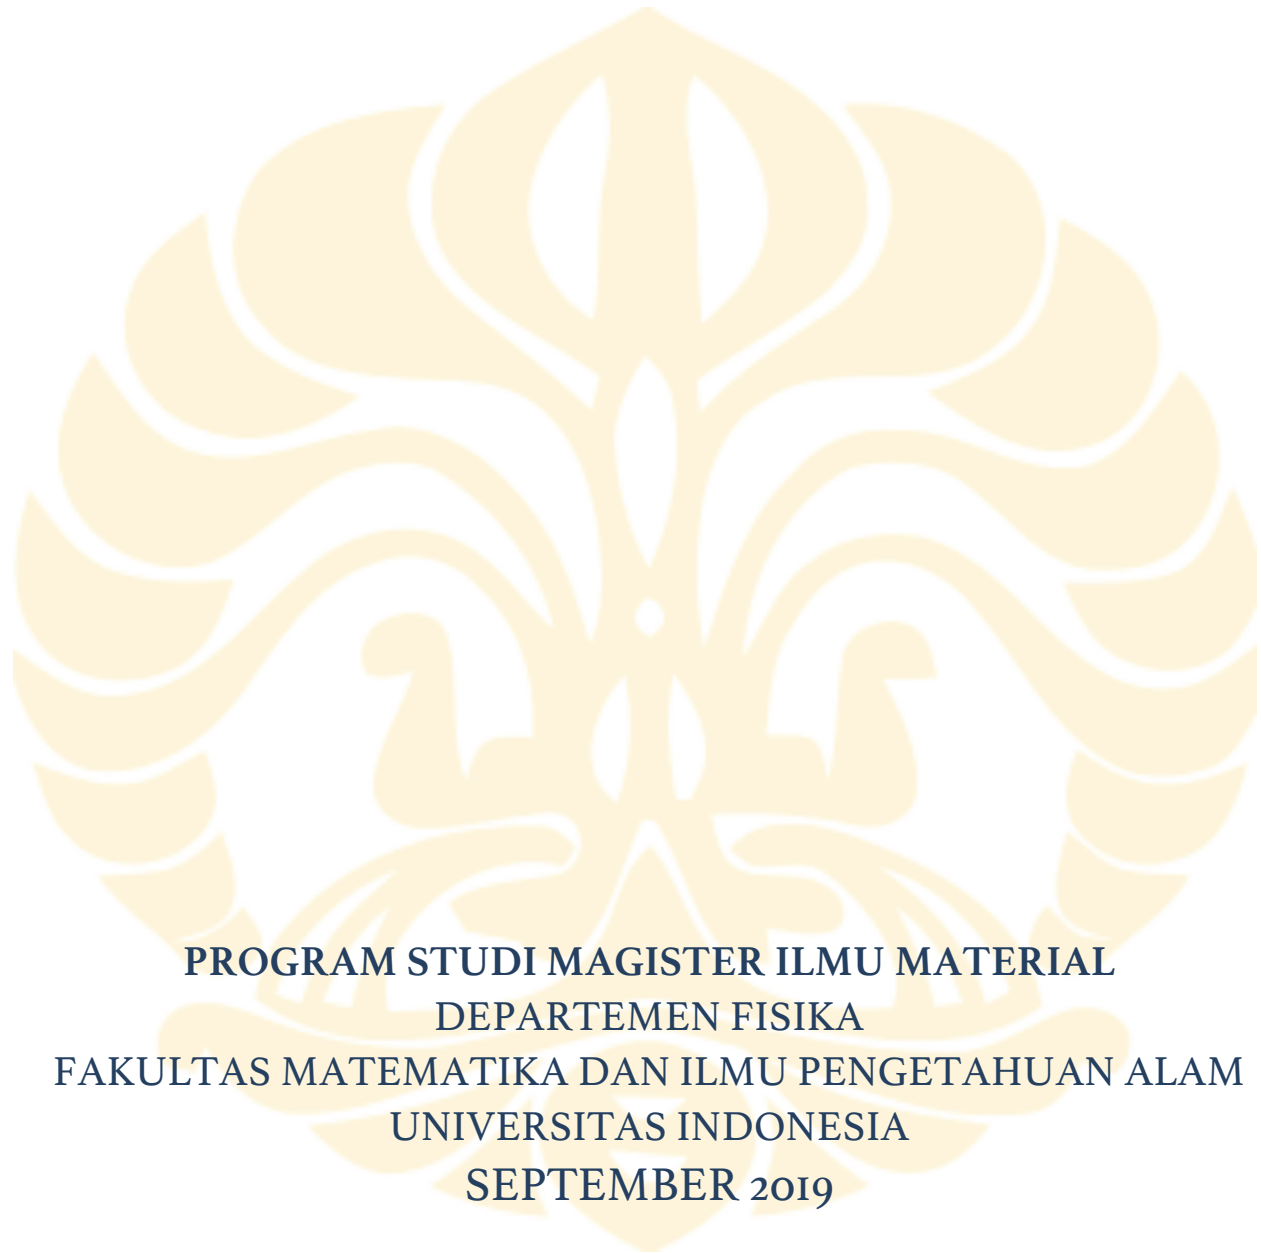 PROGRAM STUDI MAGISTER ILMU MATERIAL
DEPARTEMEN FISIKA
FAKULTAS MATEMATIKA DAN ILMU PENGETAHUAN ALAM
UNIVERSITAS INDONESIA
SEPTEMBER 2019